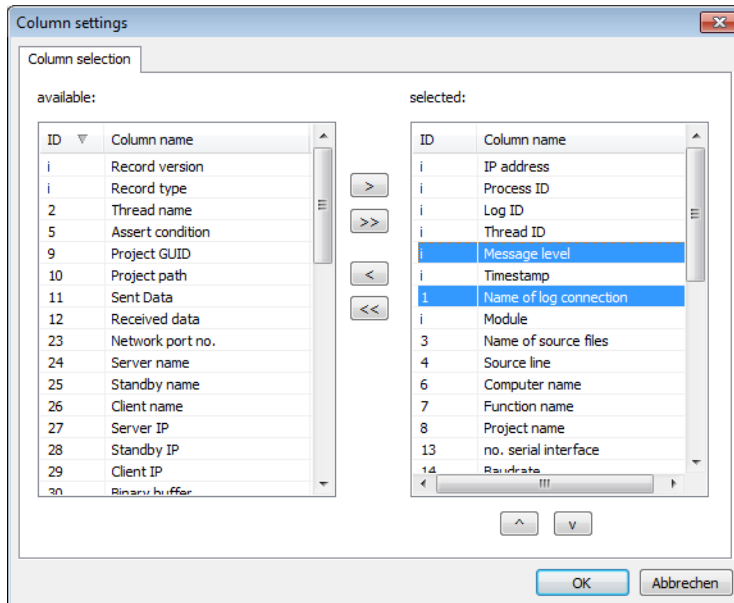 Column settings
Column selection
available:
ID Column name
i Record version
i Record type
2 Thread name
5 Assert condition
9 Project GUID
10 Project path
11 Sent Data
12 Received data
23 Network port no.
24 Server name
25 Standby name
26 Client name
27 Server IP
28 Standby IP
29 Client IP
30 Binary buffer
>
>>
<
<<
selected:
ID Column name
i IP address
i Process ID
i Log ID
i Thread ID
i Message level
i Timestamp
1 Name of log connection
i Module
3 Name of source files
4 Source line
6 Computer name
7 Function name
8 Project name
13 no. serial interface
14 Baudrate
^ v
OK Abbrechen